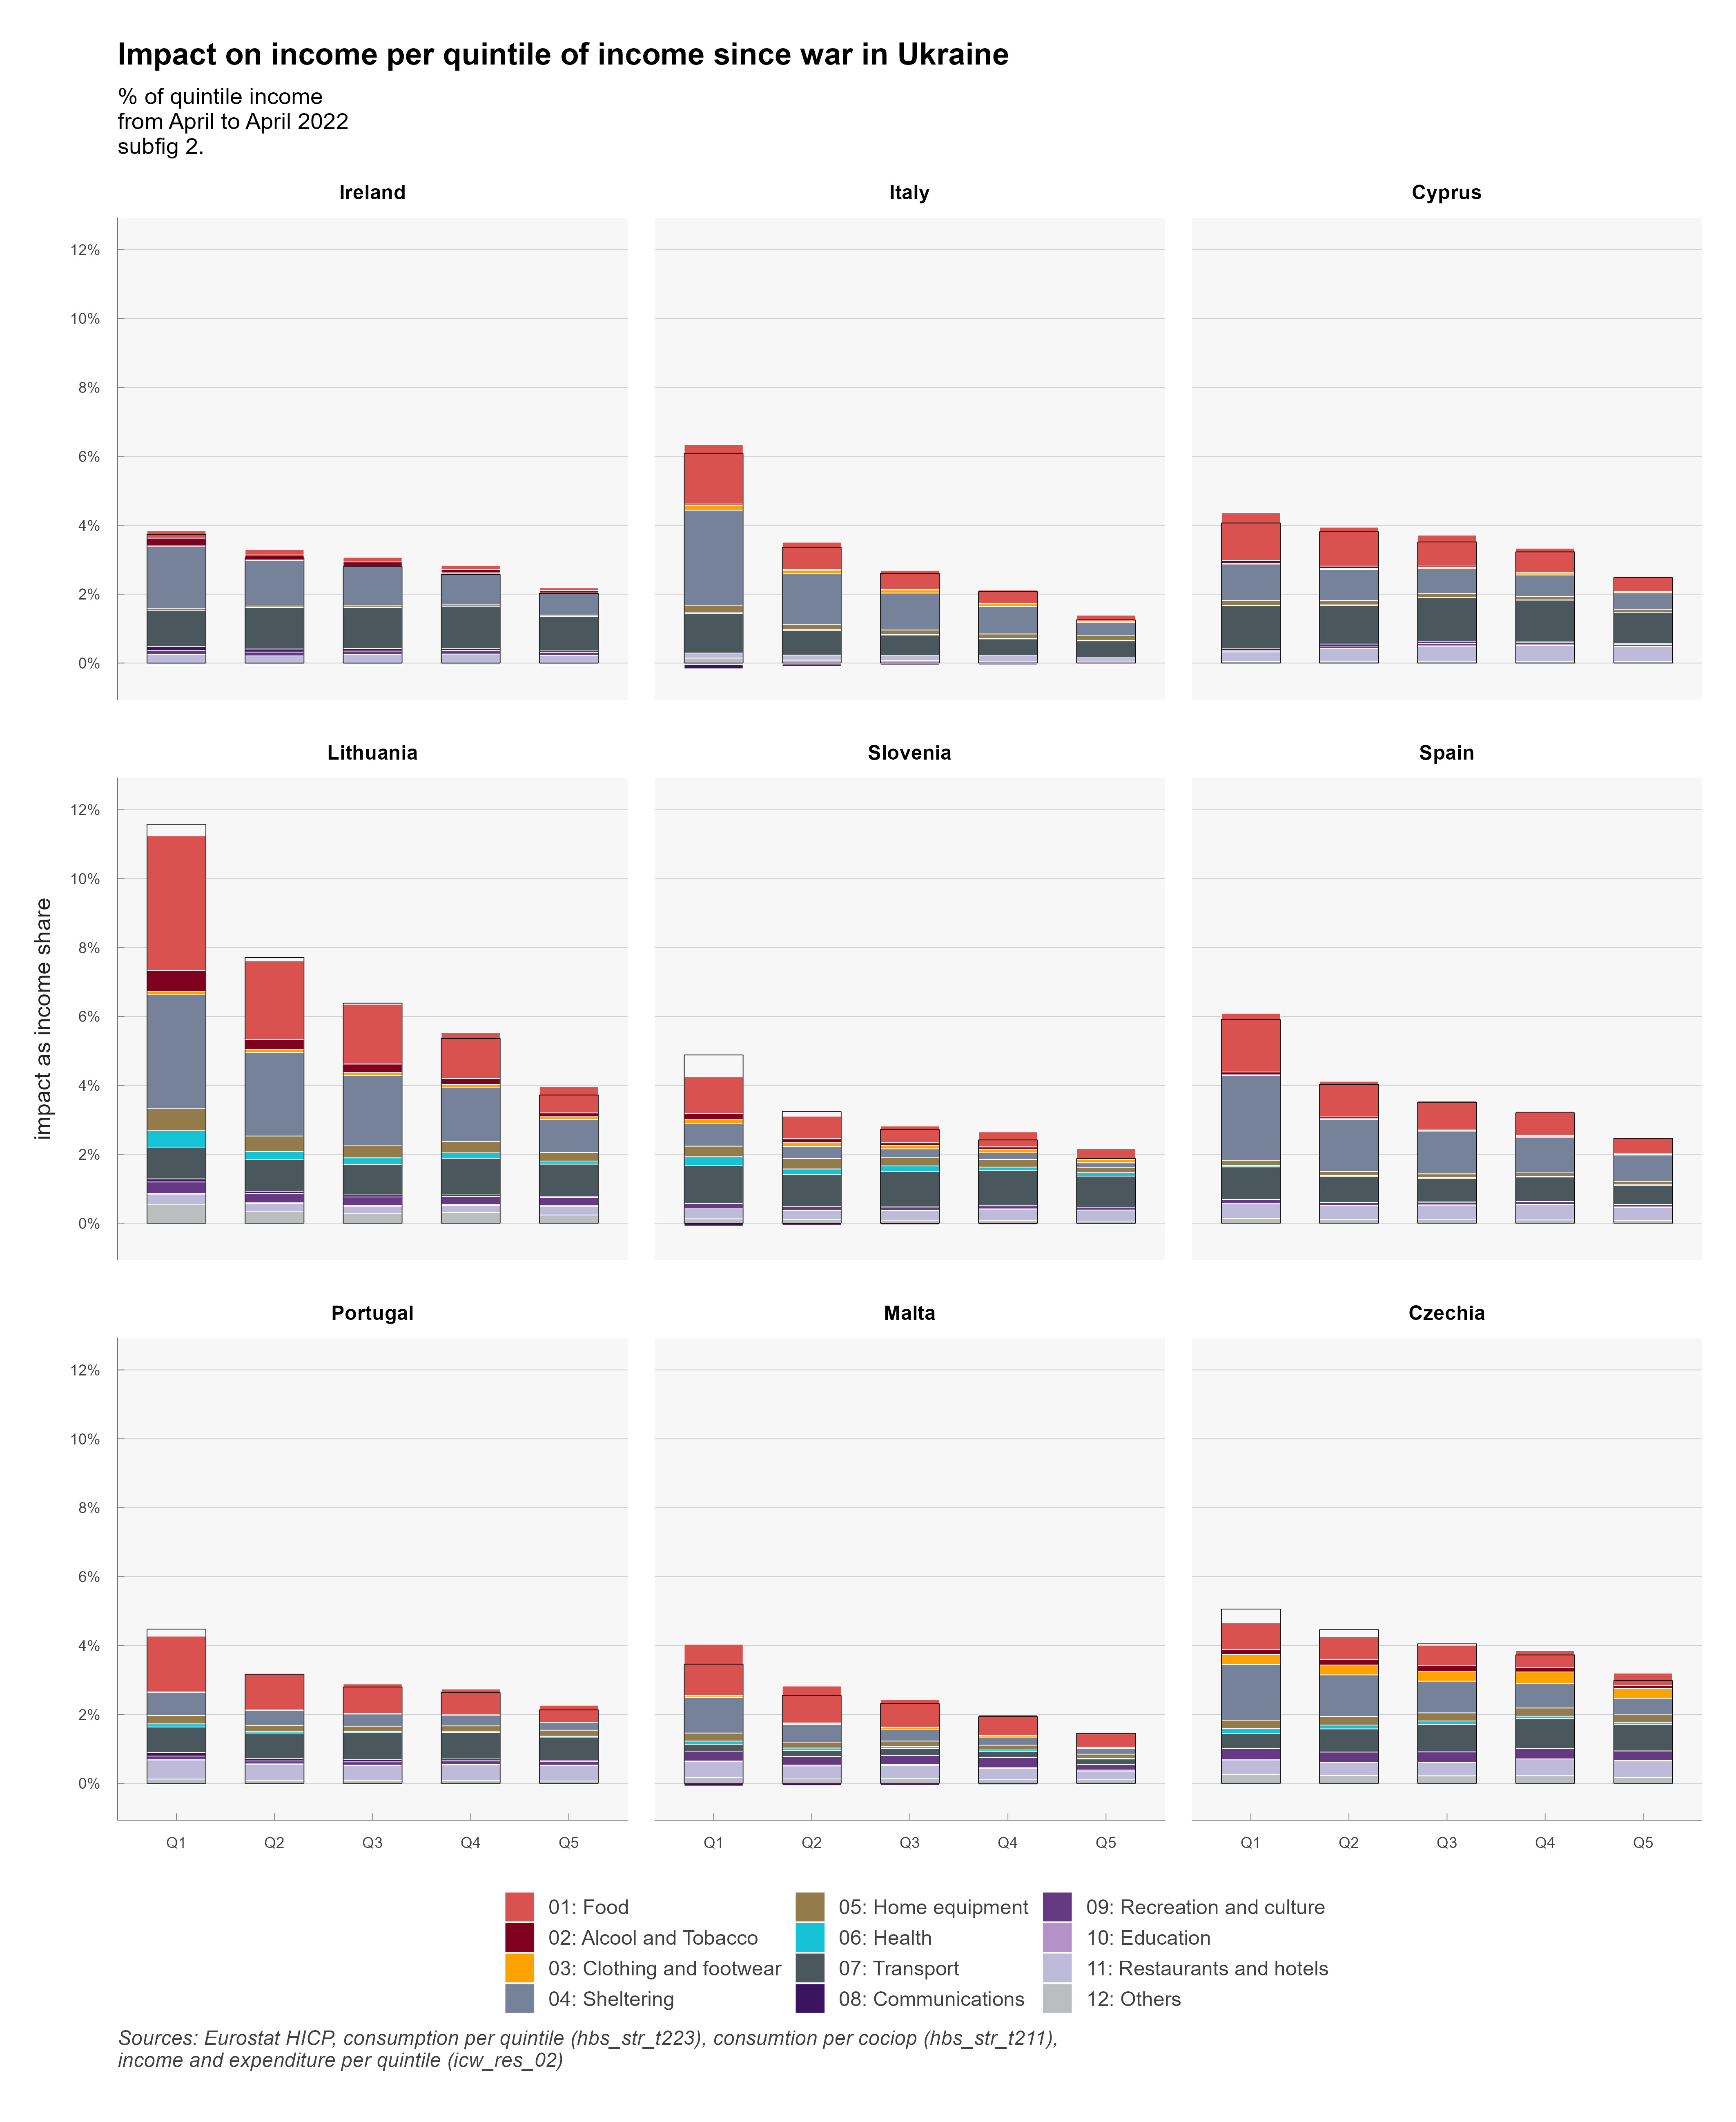 Impact on income per quintile of income since war in Ukraine
% of quintile income
from April to April 2022
subfig 2.
Ireland
Italy
Cyprus
12%
10%
8%
6%
4%
2%
0%
Lithuania
Slovenia
Spain
12%
10%
8%
6%
4%
2%
0%
impact as income share
Portugal
Malta
Czechia
12%
10%
8%
6%
4%
2%
0%
Q1 Q2 Q3 Q4 Q5
Q1 Q2 Q3 Q4 Q5
Q1 Q2 Q3 Q4 Q5
01: Food
02: Alcool and Tobacco
03: Clothing and footwear
04: Sheltering
05: Home equipment
06: Health
07: Transport
08: Communications
09: Recreation and culture
10: Education
11: Restaurants and hotels
12: Others
Sources: Eurostat HICP, consumption per quintile (hbs_str_t223), consumtion per cociop (hbs_str_t211),
income and expenditure per quintile (icw_res_02)